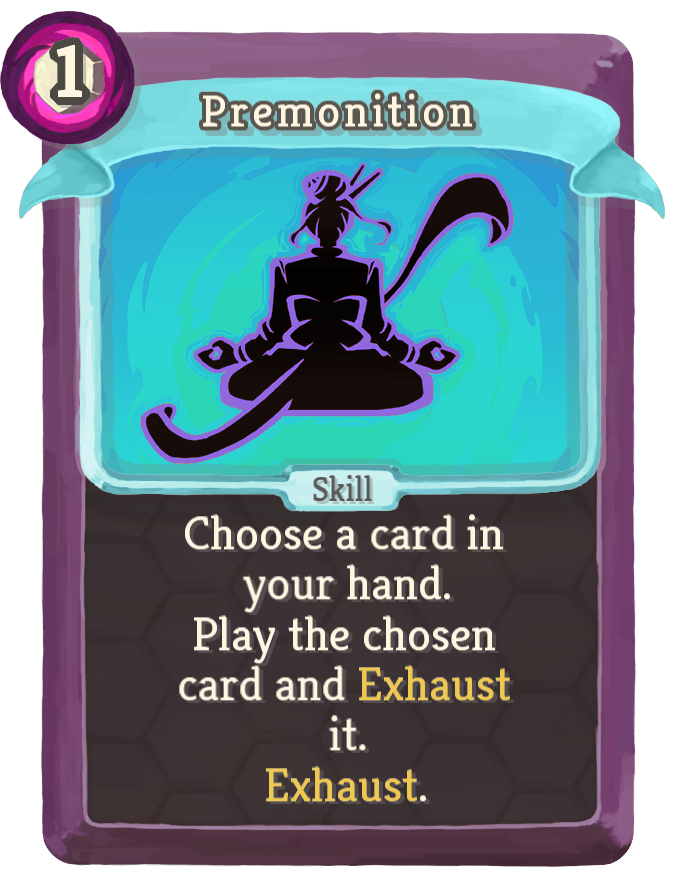 1
Premonition
Skill
Choose a card in
your hand.
Play the chosen
card and Exhaust
it.
Exhaust.